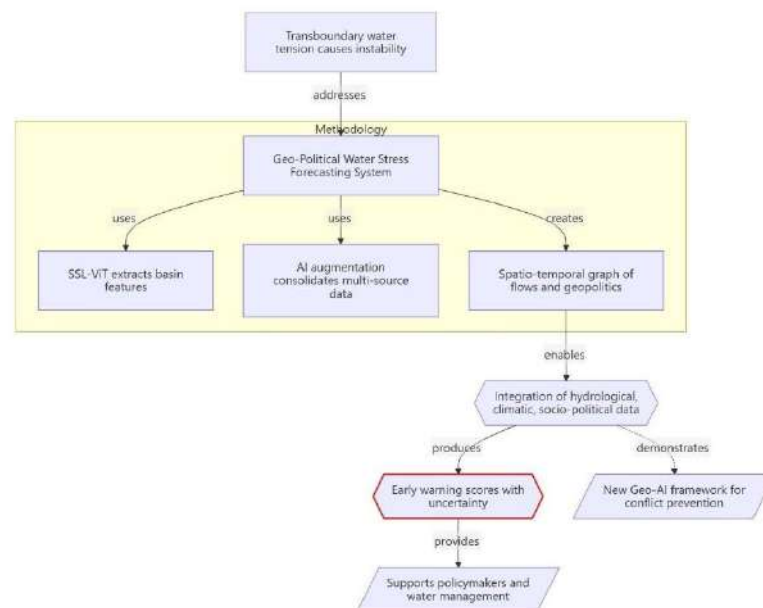 Transboundary water
tension causes instability
addresses
Methodology
Geo-Political Water Stress
Forecasting System
uses
uses
creates
SSL-ViT extracts basin
features
AI augmentation
consolidates multi-source
data
Spatio-temporal graph of
flows and geopolitics
enables
Integration of hydrological,
climatic, socio-political data
produces
demonstrates
Early warning scores with
uncertainty
New Geo-AI framework for
conflict prevention
provides
Supports policymakers and
water management